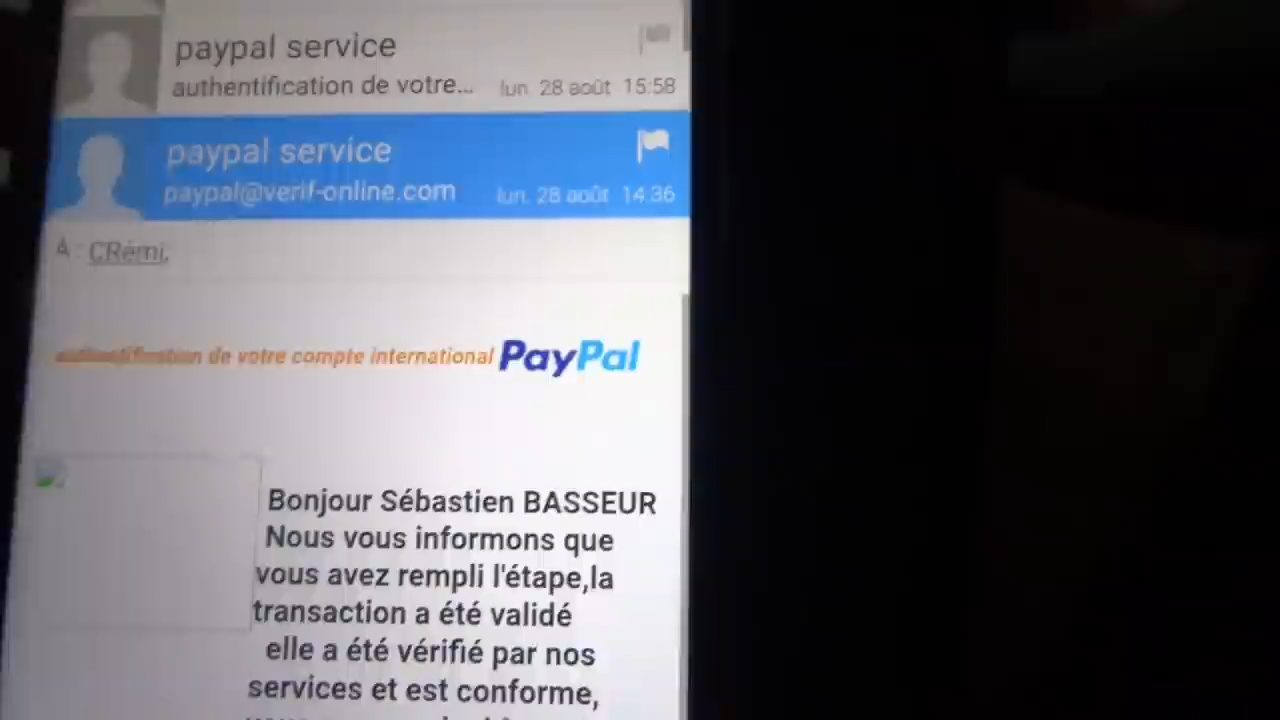 paypal service
authentification de votre... lun. 28 août 15:58
paypal service
paypal@verif-online.com lun. 28 août 14:36
À : CRémi,
authentification de votre compte international PayPal
Bonjour Sébastien BASSEUR
Nous vous informons que
vous avez rempli l'étape,la
transaction a été validé
elle a été vérifié par nos
services et est conforme,